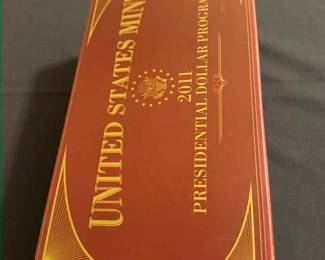 UNITED STATES MIN
2011
PRESIDENTIAL DOLLAR PROGRA